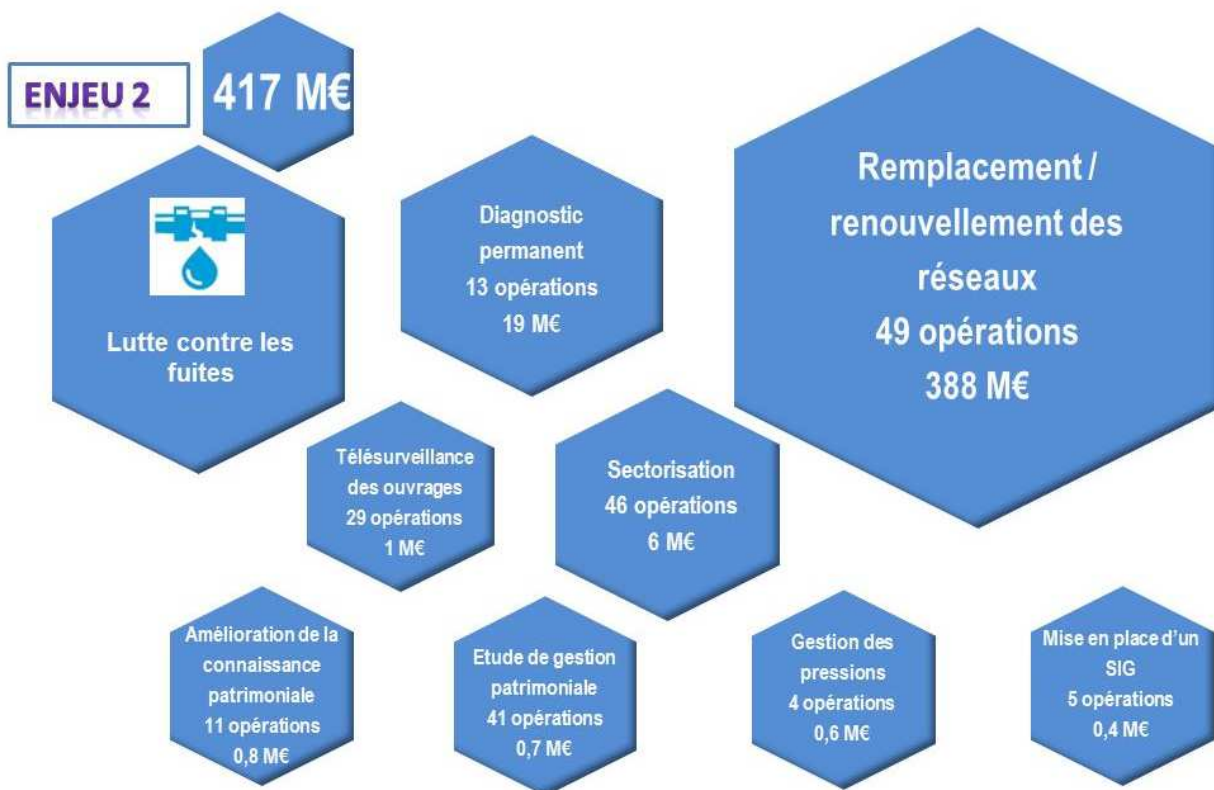 ENJEU 2
417 M€
Lutte contre les
fuites
Diagnostic
permanent
13 opérations
19 M€
Remplacement /
renouvellement des
réseaux
49 opérations
388 M€
Télésurveillance
des ouvrages
29 opérations
1 M€
Sectorisation
46 opérations
6 M€
Amélioration de la
connaissance
patrimoniale
11 opérations
0,8 M€
Etude de gestion
patrimoniale
41 opérations
0,7 M€
Gestion des
pressions
4 opérations
0,6 M€
Mise en place d'un
SIG
5 opérations
0,4 M€